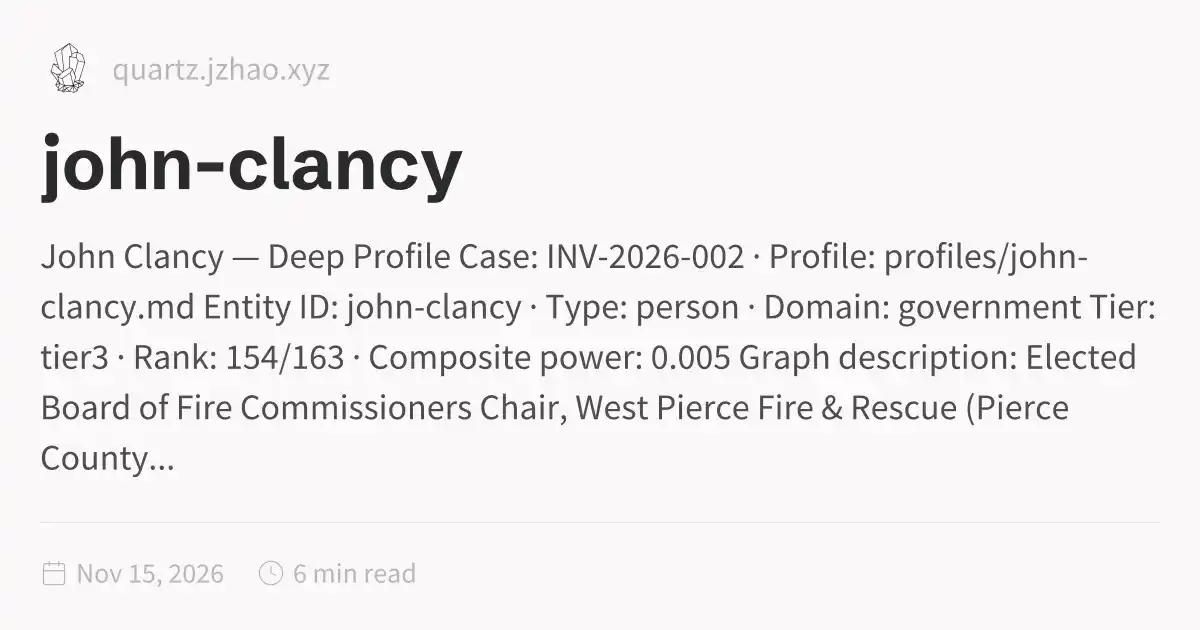 quartz.jzhao.xyz
john-clancy
John Clancy — Deep Profile Case: INV-2026-002 · Profile: profiles/john-
clancy.md Entity ID: john-clancy · Type: person · Domain: government Tier:
tier3 · Rank: 154/163 · Composite power: 0.005 Graph description: Elected
Board of Fire Commissioners Chair, West Pierce Fire & Rescue (Pierce
County...
Nov 15, 2026 6 min read